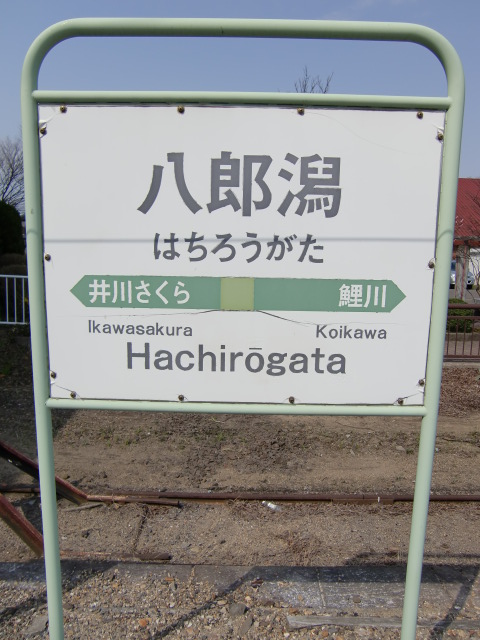 八郎潟
はちろうがた
井川さくら 鯉川
Ikawasakura Koikawa
Hachirōgata